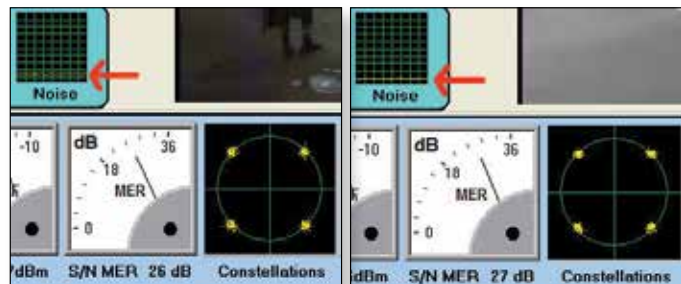 Noise
-10
dB
18
36
MER
0
dBm
S/N MER 26 dB
Constellations
Noise
-10
dB
18
36
MER
0
dBm
S/N MER 27 dB
Constellations